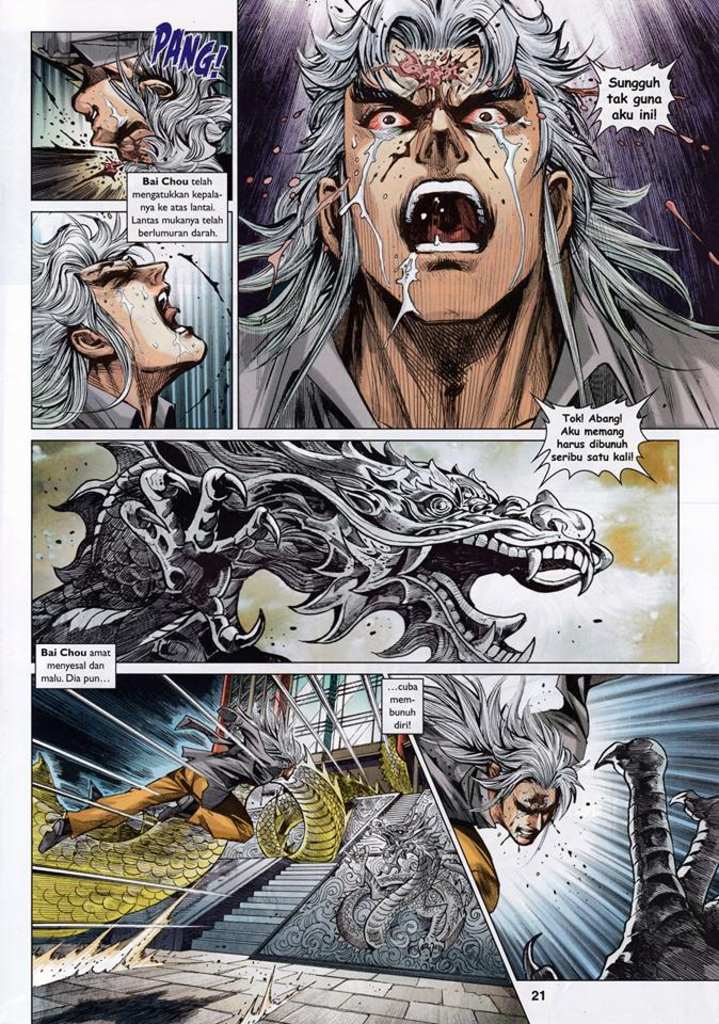 PANG!
Bai Chou telah
mengatukkan kepala-
nya ke atas lantai.
Lantas mukanya telah
berlumuran darah.
Sungguh
tak guna
aku ini!
Tok! Abang!
Aku memang
harus dibunuh
seribu satu kali!
Bai Chou amat
menyesal dan
malu. Dia pun...
...cuba
mem-
bunuh
diri!
21